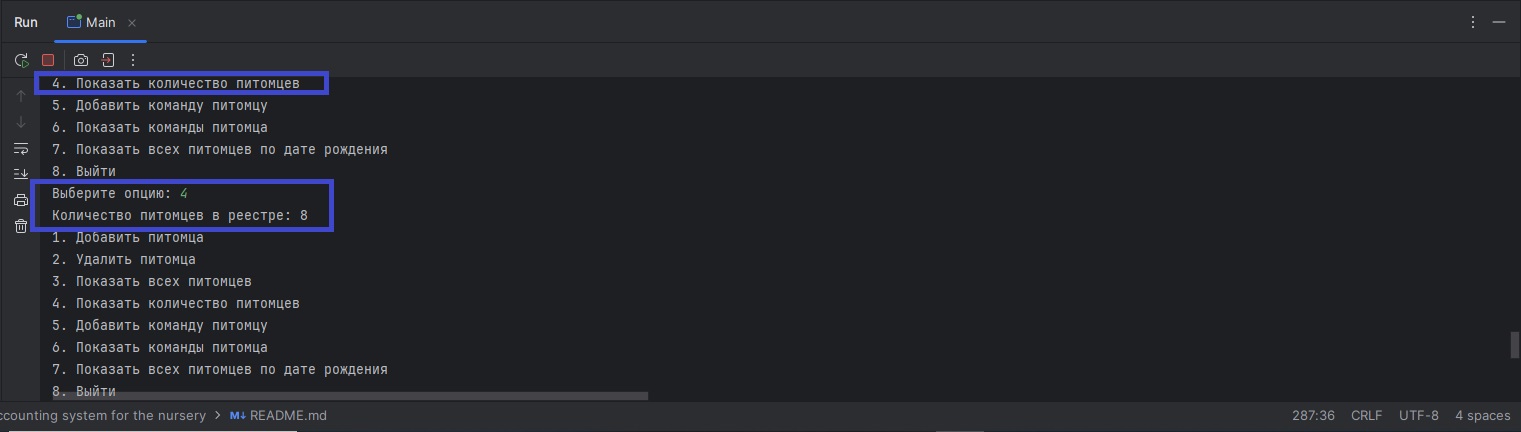 Run Main
4. Показать количество питомцев
5. Добавить команду питомцу
6. Показать команды питомца
7. Показать всех питомцев по дате рождения
8. Выйти
Выберите опцию: 4
Количество питомцев в реестре: 8
1. Добавить питомца
2. Удалить питомца
3. Показать всех питомцев
4. Показать количество питомцев
5. Добавить команду питомцу
6. Показать команды питомца
7. Показать всех питомцев по дате рождения
8. Выйти
ccounting system for the nursery > M↓ README.md 287:36 CRLF UTF-8 4 spaces